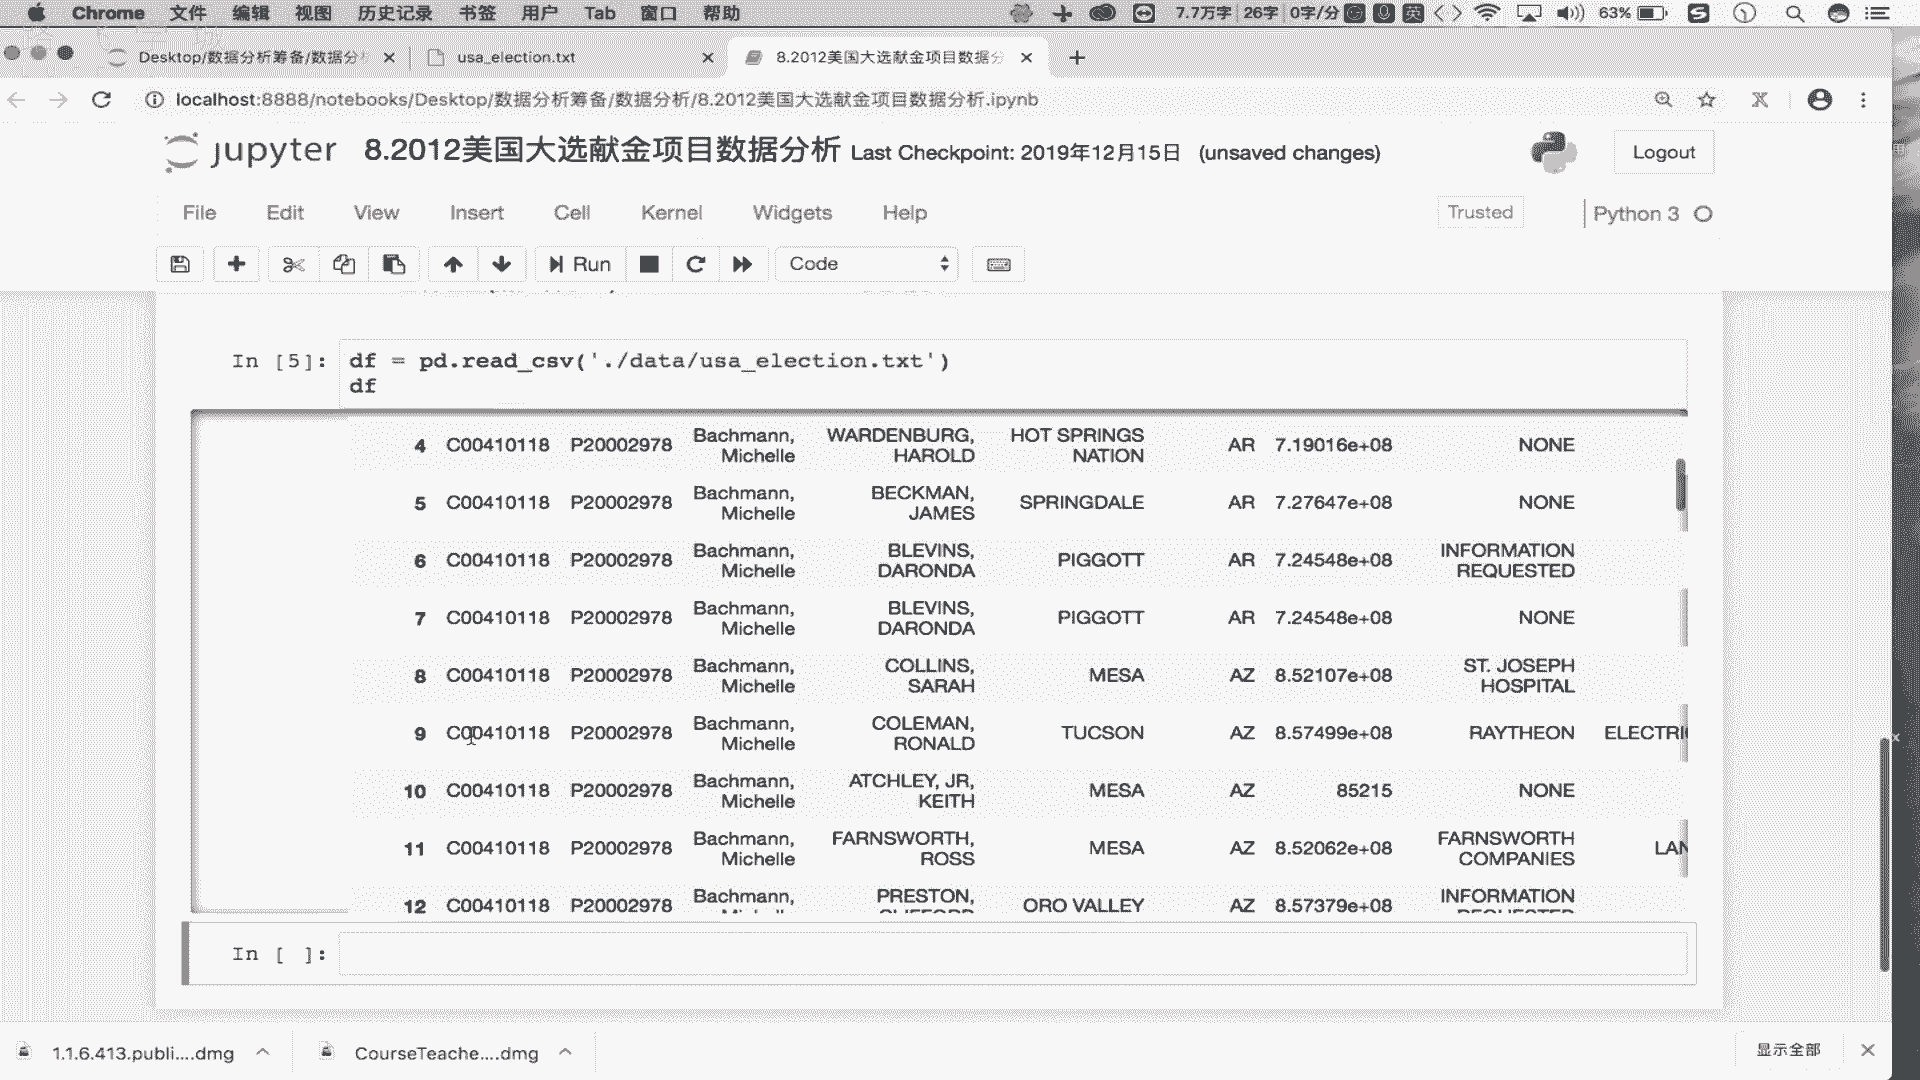 Chrome 文件 编辑 视图 历史记录 书签 用户 Tab 窗口 帮助 7.7万字 26字 0字/分 英 63%
Desktop/数据分析筹备/数据分 usa_election.txt 8.2012美国大选献金项目数据分
localhost:8888/notebooks/Desktop/数据分析筹备/数据分析/8.2012美国大选献金项目数据分析.ipynb
jupyter 8.2012美国大选献金项目数据分析 Last Checkpoint: 2019年12月15日 (unsaved changes) Logout
File Edit View Insert Cell Kernel Widgets Help Trusted Python 3
Run Code
In [5]: df = pd.read_csv('./data/usa_election.txt')
df
4 C00410118 P20002978 Bachmann, Michelle WARDENBURG, HAROLD HOT SPRINGS NATION AR 7.19016e+08 NONE
5 C00410118 P20002978 Bachmann, Michelle BECKMAN, JAMES SPRINGDALE AR 7.27647e+08 NONE
6 C00410118 P20002978 Bachmann, Michelle BLEVINS, DARONDA PIGGOTT AR 7.24548e+08 INFORMATION REQUESTED
7 C00410118 P20002978 Bachmann, Michelle BLEVINS, DARONDA PIGGOTT AR 7.24548e+08 NONE
8 C00410118 P20002978 Bachmann, Michelle COLLINS, SARAH MESA AZ 8.52107e+08 ST. JOSEPH HOSPITAL
9 C00410118 P20002978 Bachmann, Michelle COLEMAN, RONALD TUCSON AZ 8.57499e+08 RAYTHEON ELECTRI
10 C00410118 P20002978 Bachmann, Michelle ATCHLEY, JR, KEITH MESA AZ 85215 NONE
11 C00410118 P20002978 Bachmann, Michelle FARNSWORTH, ROSS MESA AZ 8.52062e+08 FARNSWORTH COMPANIES LAN
12 C00410118 P20002978 Bachmann, PRESTON, ORO VALLEY AZ 8.57379e+08 INFORMATION
In [ ]:
1.1.6.413.publi....dmg CourseTeache....dmg 显示全部